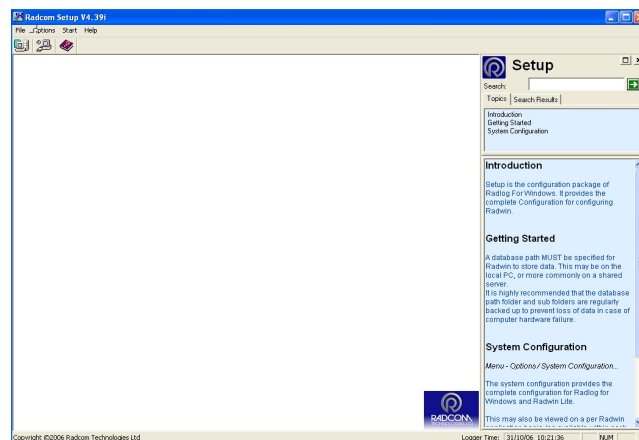 Radcom Setup V4.39i
File Options Start Help
Setup
Search:
Topics Search Results
Introduction
Getting Started
System Configuration
Introduction
Setup is the configuration package of
Radlog For Windows. It provides the
complete Configuration for configuring
Radwin.
Getting Started
A database path MUST be specified for
Radwin to store data. This may be on the
local PC, or more commonly on a shared
server.
It is highly recommended that the database
path folder and sub folders are regularly
backed up to prevent loss of data in case of
computer hardware failure.
System Configuration
Menu - Options / System Configuration...
The system configuration provides the
complete configuration for Radlog for
Windows and Radwin Lite.
This may also be viewed on a per Radwin
RADCOM
TECHNOLOGIES LTD
Copyright ©2006 Radcom Technologies Ltd
Logger Time: 31/10/06 10:21:36 NUM